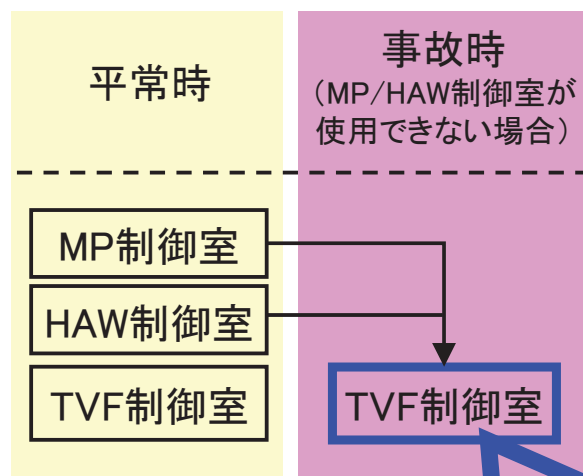 平常時
事故時
（MP/HAW制御室が
使用できない場合）
MP制御室
HAW制御室
TVF制御室
TVF制御室